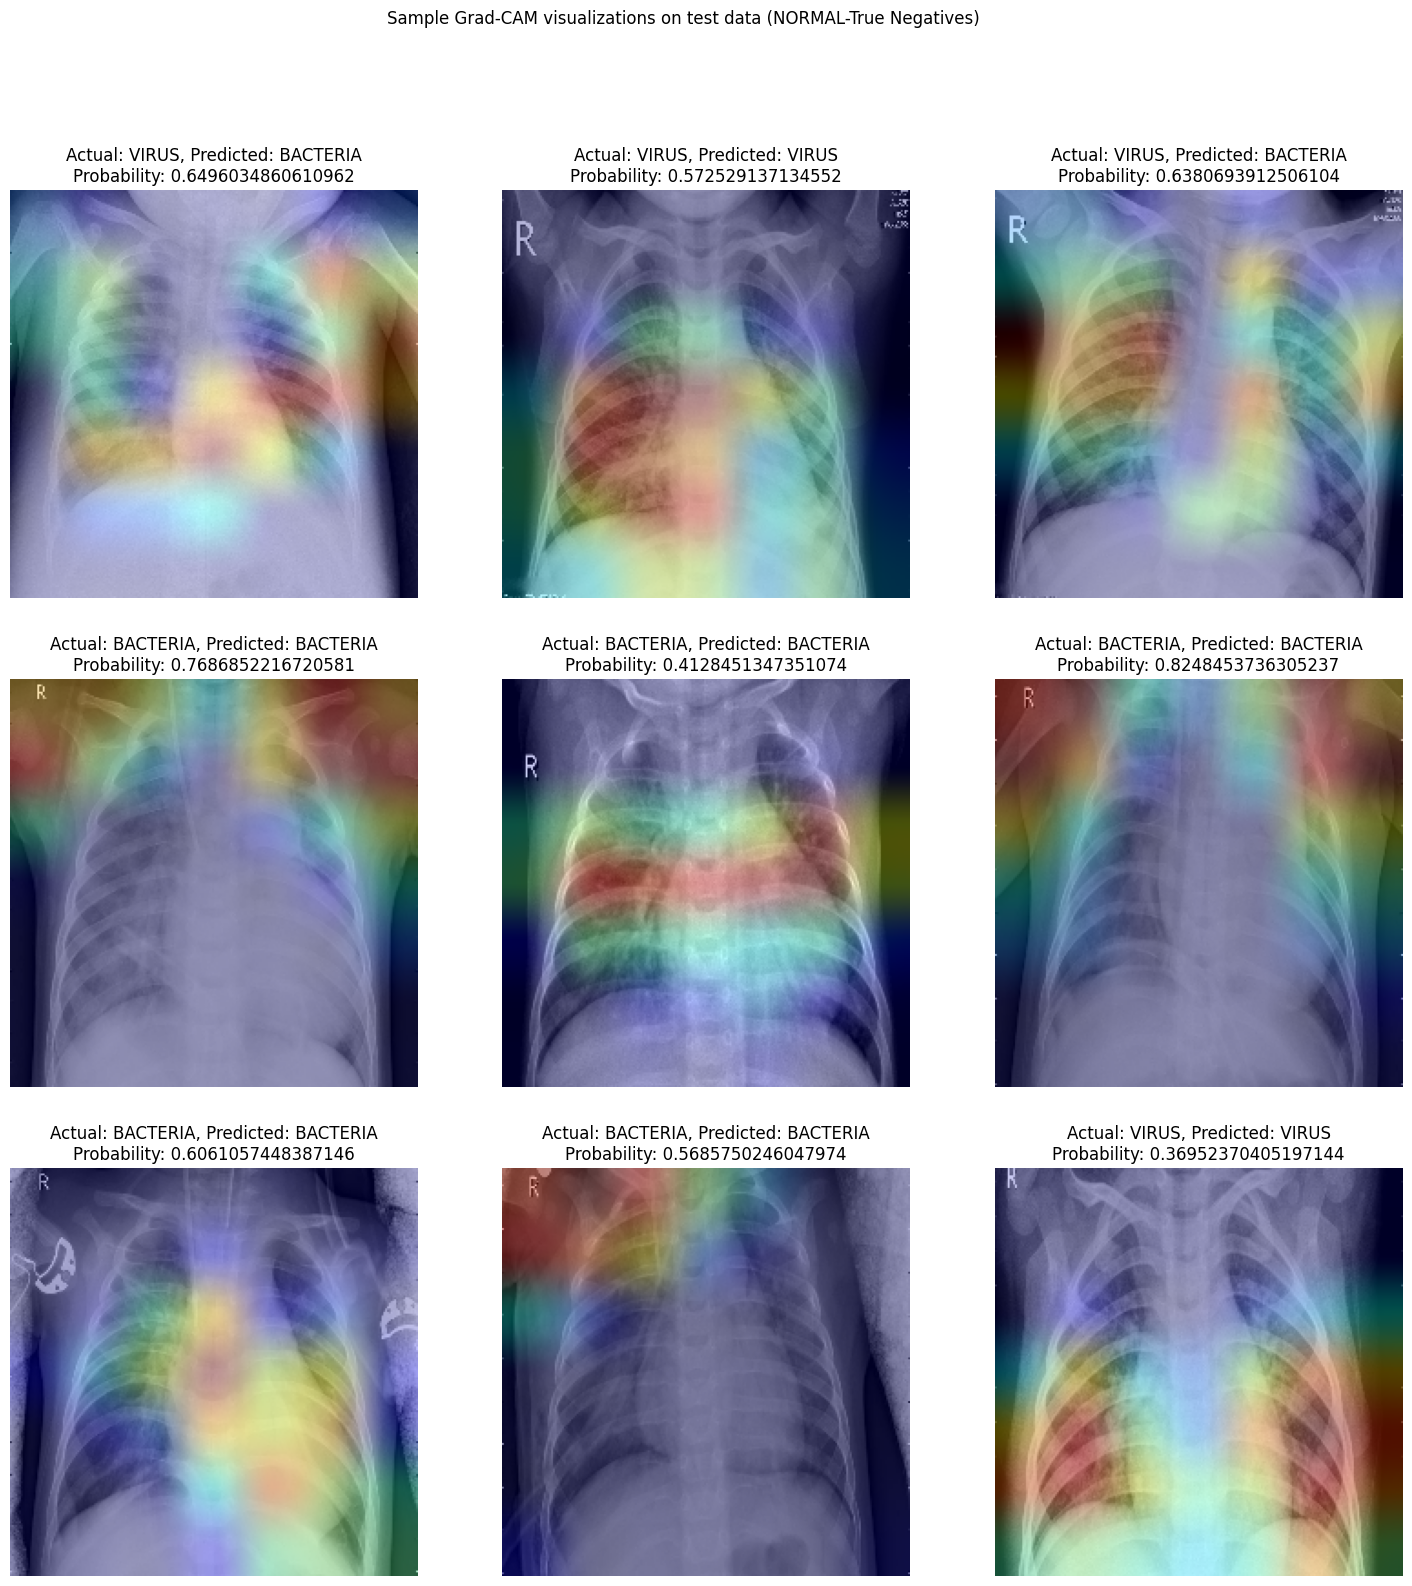 Sample Grad-CAM visualizations on test data (NORMAL-True Negatives)
Actual: VIRUS, Predicted: BACTERIA
Probability: 0.6496034860610962
Actual: VIRUS, Predicted: VIRUS
Probability: 0.572529137134552
R
Actual: VIRUS, Predicted: BACTERIA
Probability: 0.6380693912506104
R
Actual: BACTERIA, Predicted: BACTERIA
Probability: 0.7686852216720581
R
Actual: BACTERIA, Predicted: BACTERIA
Probability: 0.4128451347351074
R
Actual: BACTERIA, Predicted: BACTERIA
Probability: 0.8248453736305237
R
Actual: BACTERIA, Predicted: BACTERIA
Probability: 0.6061057448387146
R
Actual: BACTERIA, Predicted: BACTERIA
Probability: 0.5685750246047974
R
Actual: VIRUS, Predicted: VIRUS
Probability: 0.36952370405197144
R